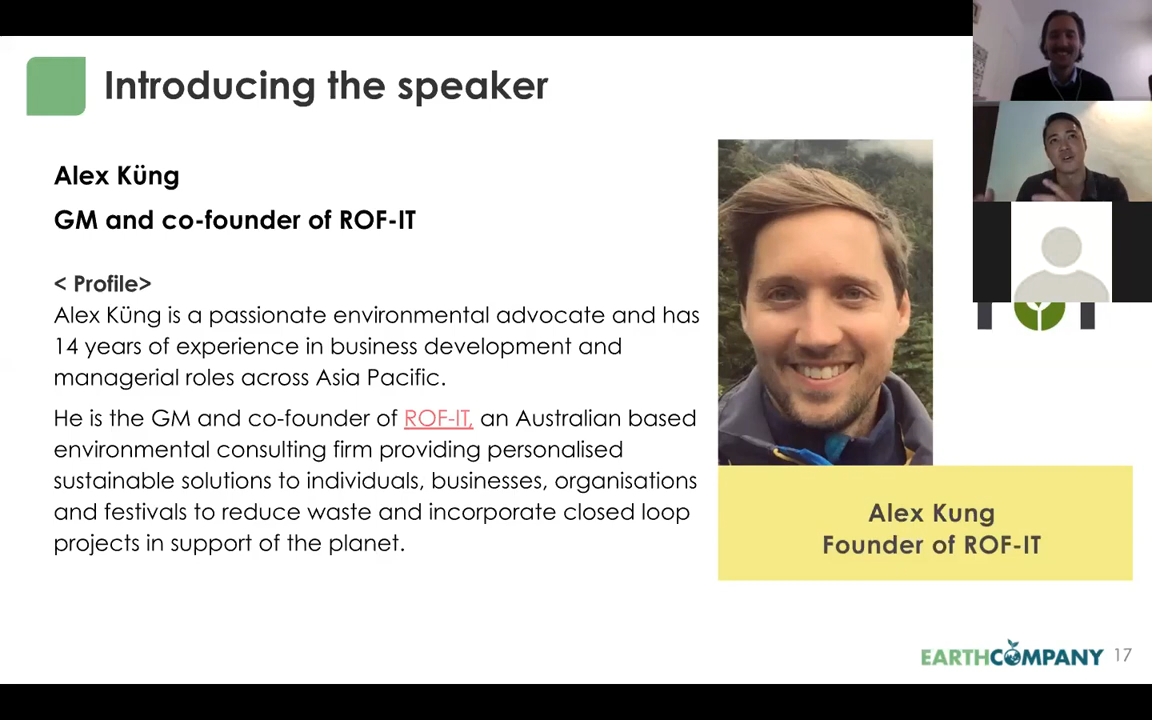 Introducing the speaker
Alex Küng
GM and co-founder of ROF-IT
< Profile>
Alex Küng is a passionate environmental advocate and has
14 years of experience in business development and
managerial roles across Asia Pacific.
He is the GM and co-founder of ROF-IT, an Australian based
environmental consulting firm providing personalised
sustainable solutions to individuals, businesses, organisations
and festivals to reduce waste and incorporate closed loop
projects in support of the planet.
Alex Kung
Founder of ROF-IT
EARTHCOMPANY 17